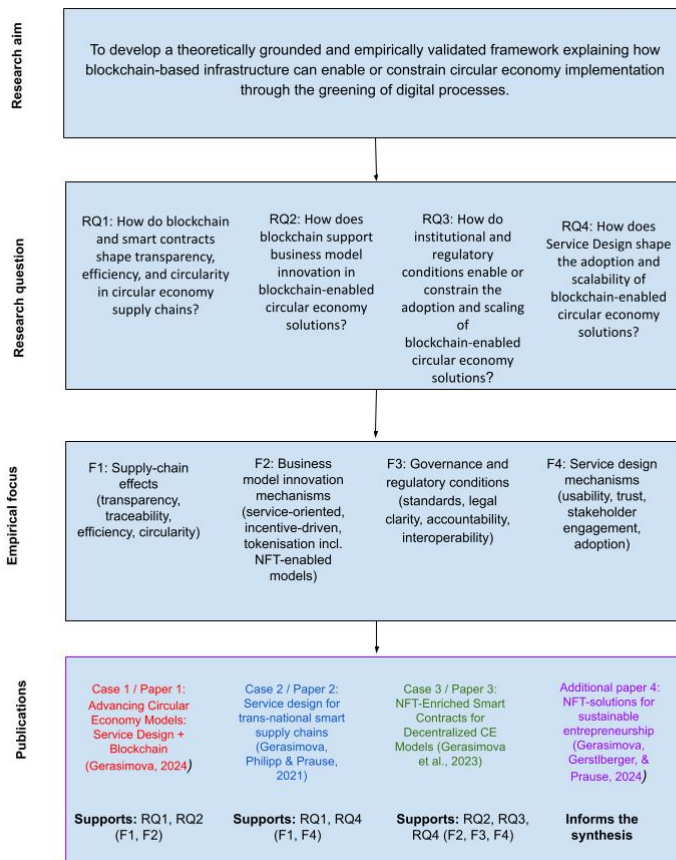 Research aim
To develop a theoretically grounded and empirically validated framework explaining how
blockchain-based infrastructure can enable or constrain circular economy implementation
through the greening of digital processes.
Research question
RQ1: How do blockchain
and smart contracts
shape transparency,
efficiency, and circularity
in circular economy
supply chains?
RQ2: How does
blockchain support
business model
innovation in
blockchain-enabled
circular economy
solutions?
RQ3: How do
institutional and
regulatory
conditions enable or
constrain the
adoption and scaling
of
blockchain-enabled
circular economy
solutions?
RQ4: How does
Service Design shape
the adoption and
scalability of
blockchain-enabled
circular economy
solutions?
Empirical focus
F1: Supply-chain
effects
(transparency,
traceability,
efficiency, circularity)
F2: Business
model innovation
mechanisms
(service-oriented,
incentive-driven,
tokenisation incl.
NFT-enabled
models)
F3: Governance and
regulatory conditions
(standards, legal
clarity, accountability,
interoperability)
F4: Service design
mechanisms
(usability, trust,
stakeholder
engagement,
adoption)
Publications
Case 1 / Paper 1:
Advancing Circular
Economy Models:
Service Design +
Blockchain
(Gerasimova, 2024)
Supports: RQ1, RQ2
(F1, F2)
Case 2 / Paper 2:
Service design for
trans-national smart
supply chains
(Gerasimova,
Philipp & Prause,
2021)
Supports: RQ1, RQ4
(F1, F4)
Case 3 / Paper 3:
NFT-Enriched Smart
Contracts for
Decentralized CE
Models (Gerasimova
et al., 2023)
Supports: RQ2, RQ3,
RQ4 (F2, F3, F4)
Additional paper 4:
NFT-solutions for
sustainable
entrepreneurship
(Gerasimova,
Gerstlberger, &
Prause, 2024)
Informs the
synthesis